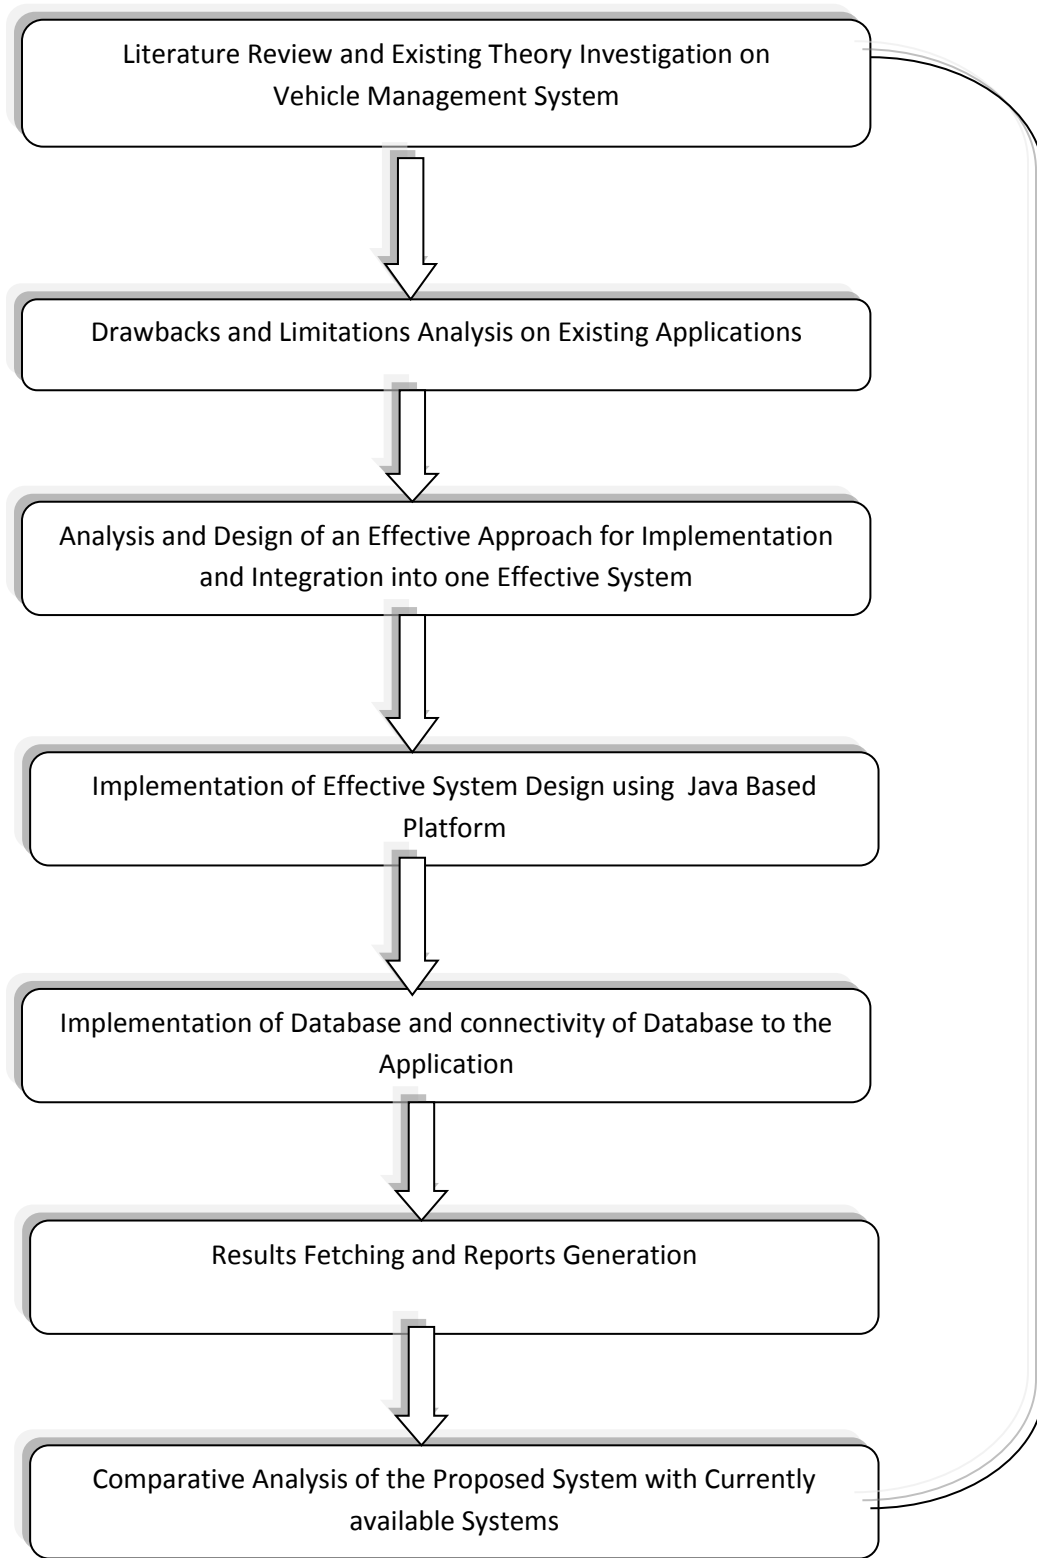 Literature Review and Existing Theory Investigation on
Vehicle Management System
Drawbacks and Limitations Analysis on Existing Applications
Analysis and Design of an Effective Approach for Implementation
and Integration into one Effective System
Implementation of Effective System Design using  Java Based
Platform
Implementation of Database and connectivity of Database to the
Application
Results Fetching and Reports Generation
Comparative Analysis of the Proposed System with Currently
available Systems